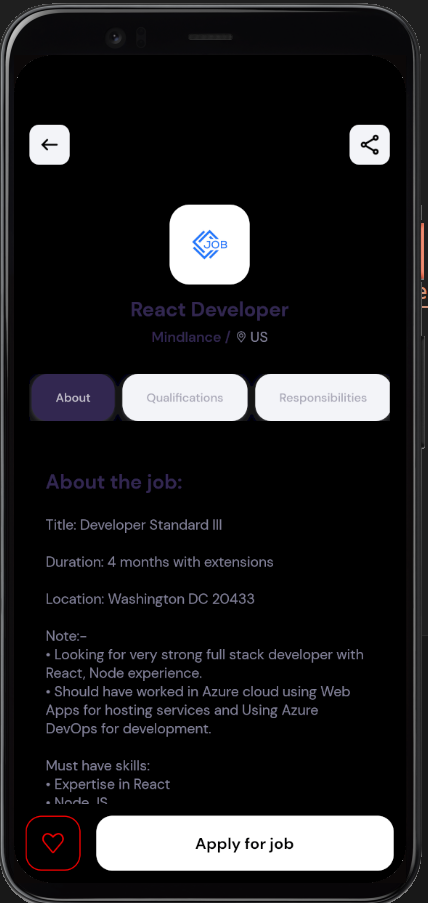 JOB
React Developer
Mindlance / US
About
Qualifications
Responsibilities
About the job:
Title: Developer Standard III
Duration: 4 months with extensions
Location: Washington DC 20433
Note:-
• Looking for very strong full stack developer with
React, Node experience.
• Should have worked in Azure cloud using Web
Apps for hosting services and Using Azure
DevOps for development.
Must have skills:
• Expertise in React
• Node JS
Apply for job